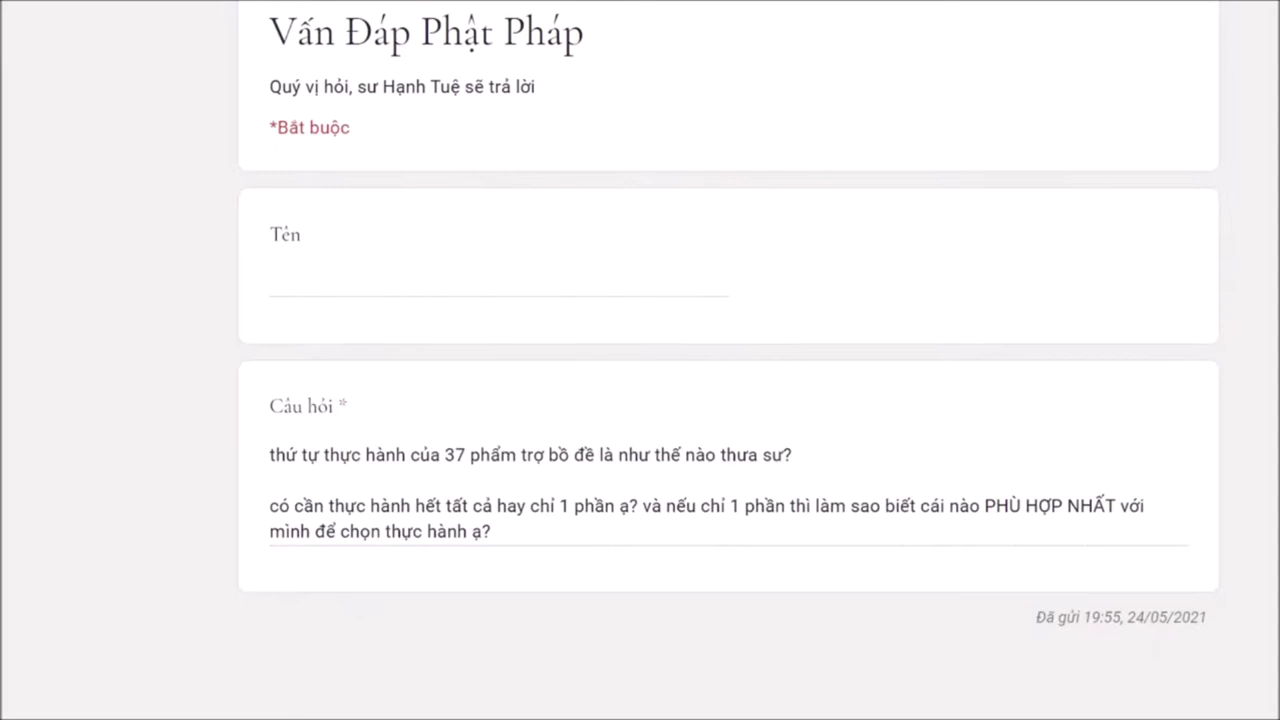 Vấn Đáp Phật Pháp
Quý vị hỏi, sư Hạnh Tuệ sẽ trả lời
*Bắt buộc
Tên
Câu hỏi *
thứ tự thực hành của 37 phẩm trợ bồ đề là như thế nào thưa sư?
có cần thực hành hết tất cả hay chỉ 1 phần ạ? và nếu chỉ 1 phần thì làm sao biết cái nào PHÙ HỢP NHẤT với
mình để chọn thực hành ạ?
Đã gửi 19:55, 24/05/2021